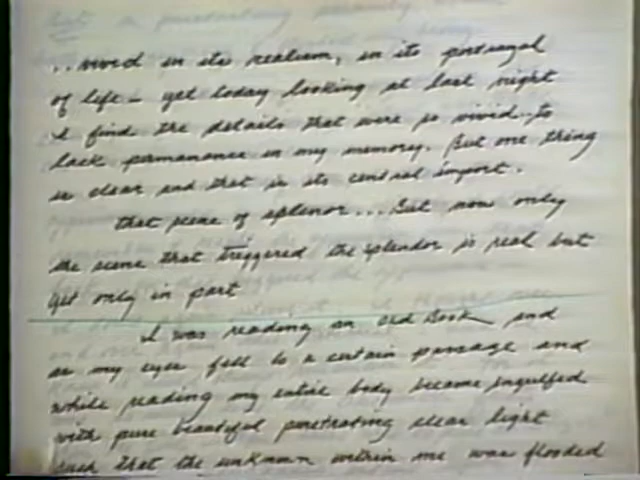 ..vivid in its realism, in its portrayal
of life - yet today looking at last night
I find the details that were so vivid..to
lack permanance in my memory. But one thing
is clear and that is its central import.
That scene of splenor...But now only
the scene that triggered the splendor is real but
yet only in part
I was reading an old Book and
as my eyes fell to a certain passage and
while reading my entire body became engulfed
with pure beautiful penetrating clear light
such that the unknown within me was flooded